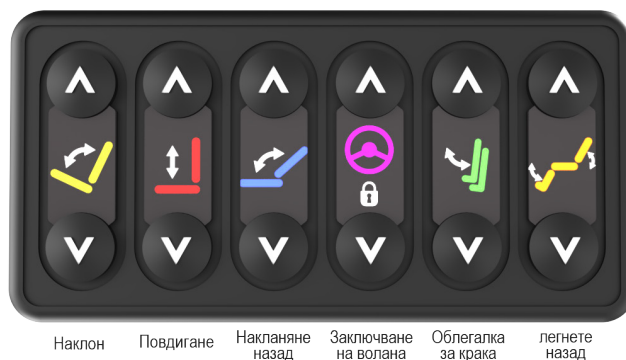 Наклон
Повдигане
Накланяне
назад
Заключване
на волана
Облегалка
за крака
легнете
назад